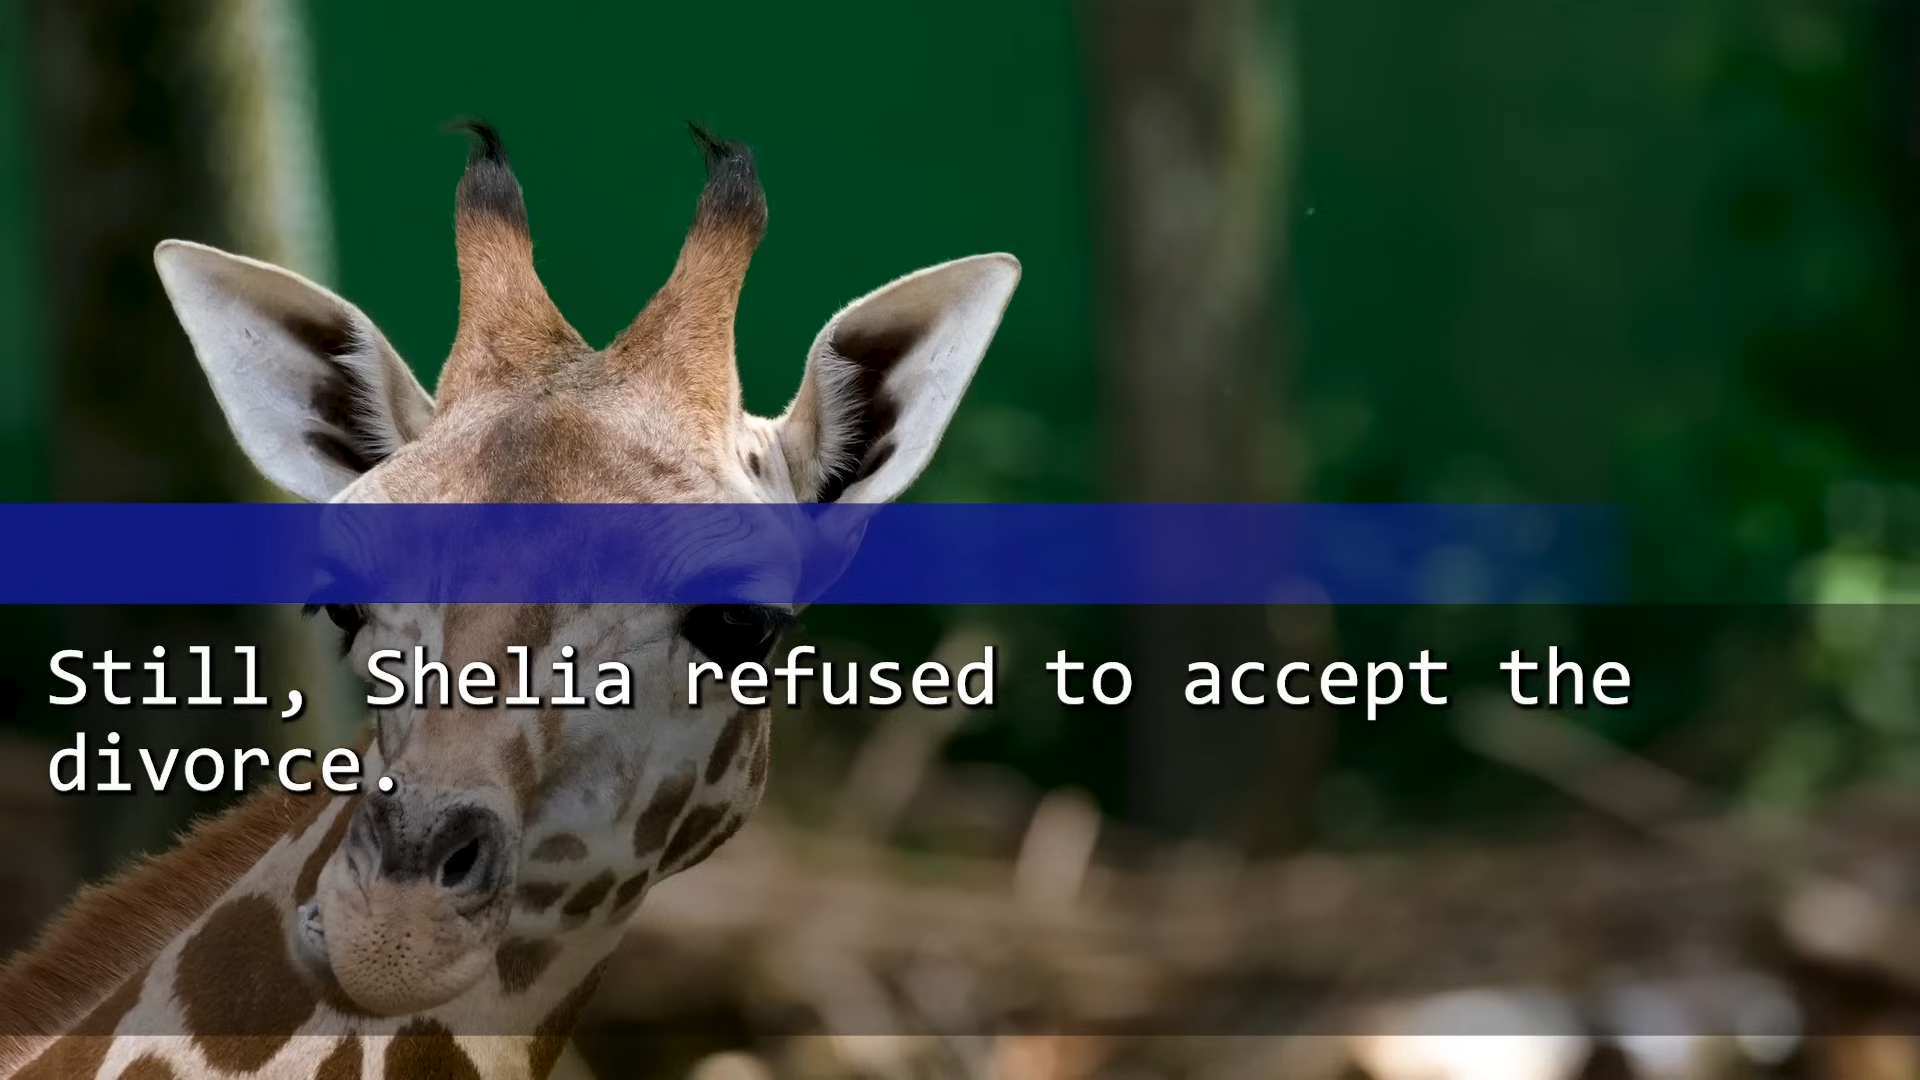 Still, Shelia refused to accept the
divorce.